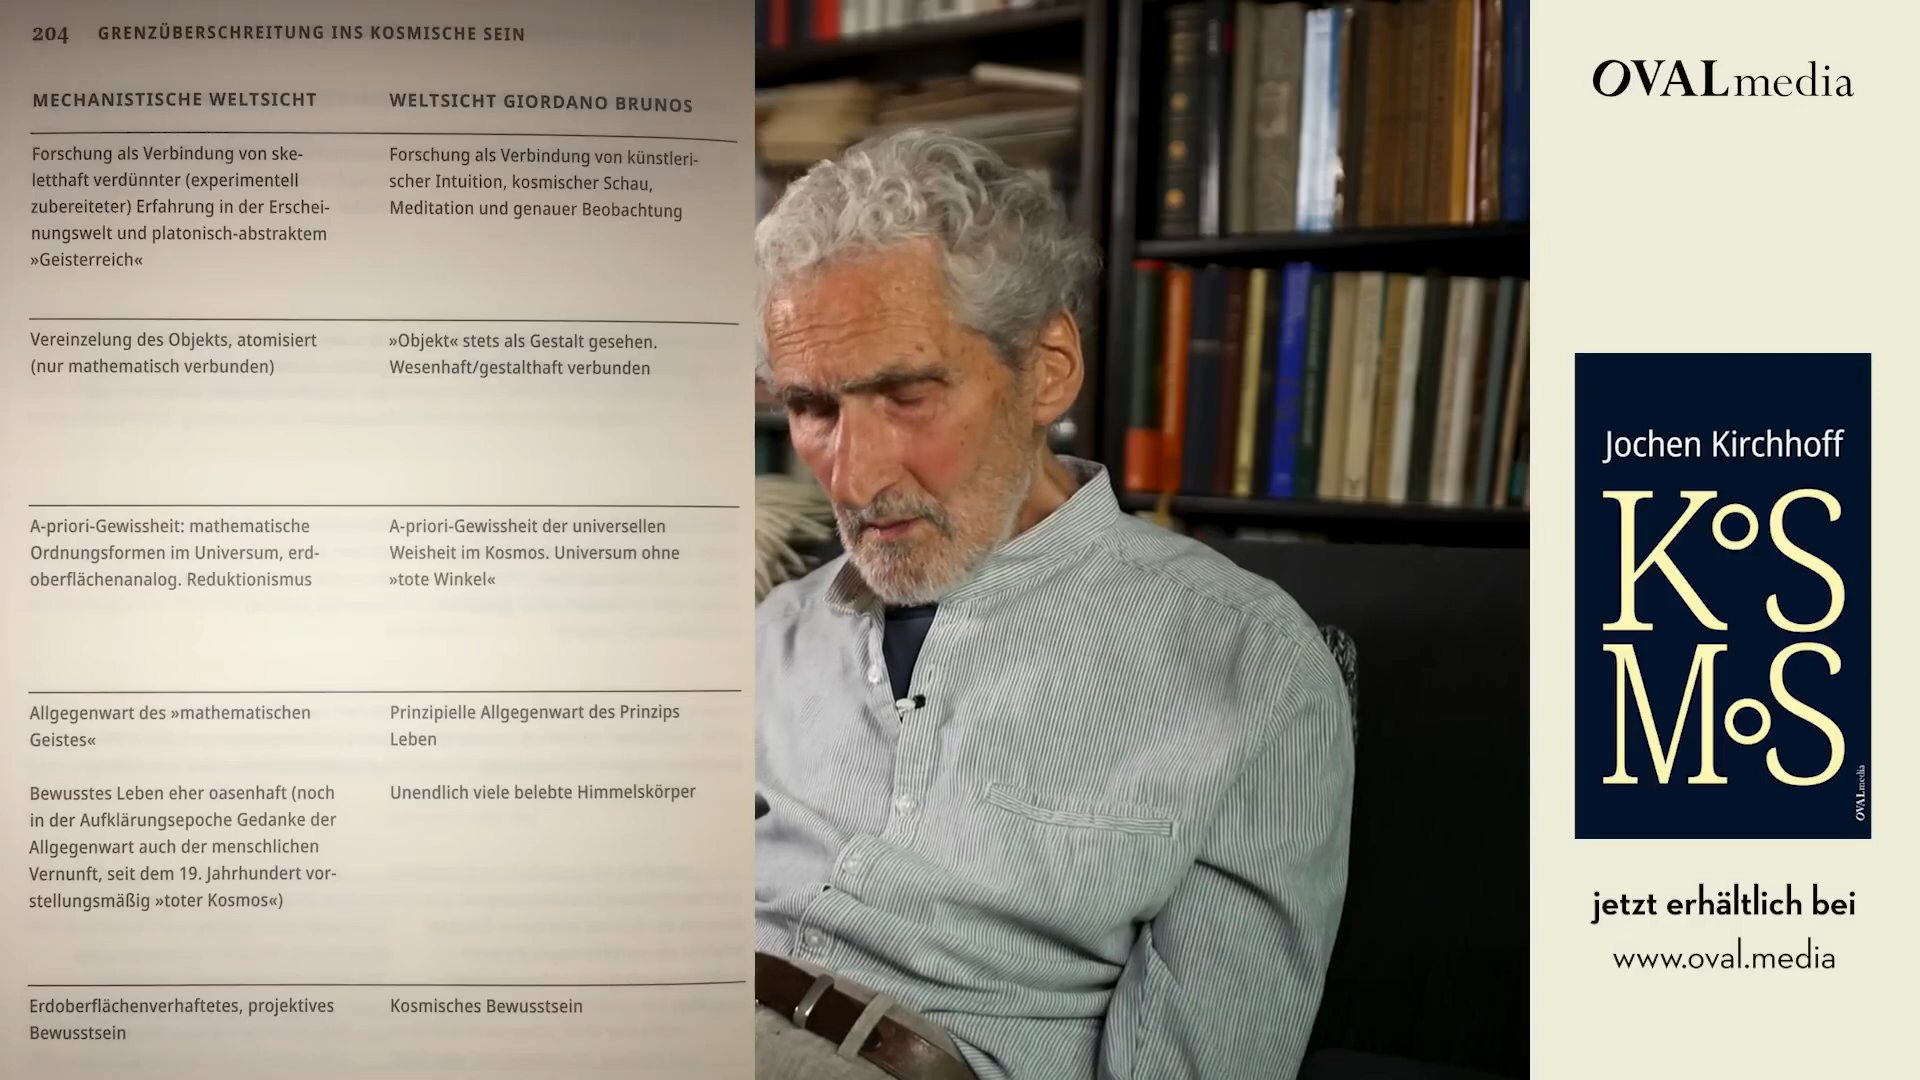 204 GRENZÜBERSCHREITUNG INS KOSMISCHE SEIN
MECHANISTISCHE WELTSICHT
Forschung als Verbindung von ske-
letthaft verdünnter (experimentell
zubereiteter) Erfahrung in der Erschei-
nungswelt und platonisch-abstraktem
»Geisterreich«
WELTSICHT GIORDANO BRUNOS
Forschung als Verbindung von künstleri-
scher Intuition, kosmischer Schau,
Meditation und genauer Beobachtung
Vereinzelung des Objekts, atomisiert
(nur mathematisch verbunden)
»Objekt« stets als Gestalt gesehen.
Wesenhaft/gestalthaft verbunden
A-priori-Gewissheit: mathematische
Ordnungsformen im Universum, erd-
oberflächenanalog. Reduktionismus
A-priori-Gewissheit der universellen
Weisheit im Kosmos. Universum ohne
»tote Winkel«
Allgegenwart des »mathematischen
Geistes«
Prinzipielle Allgegenwart des Prinzips
Leben
Bewusstes Leben eher oasenhaft (noch
in der Aufklärungsepoche Gedanke der
Allgegenwart auch der menschlichen
Vernunft, seit dem 19. Jahrhundert vor-
stellungsmäßig »toter Kosmos«)
Unendlich viele belebte Himmelskörper
Erdoberflächenverhaftetes, projektives
Bewusstsein
Kosmisches Bewusstsein
OVALmedia
Jochen Kirchhoff
KoS
MoS
OVALmedia
jetzt erhältlich bei
www.oval.media